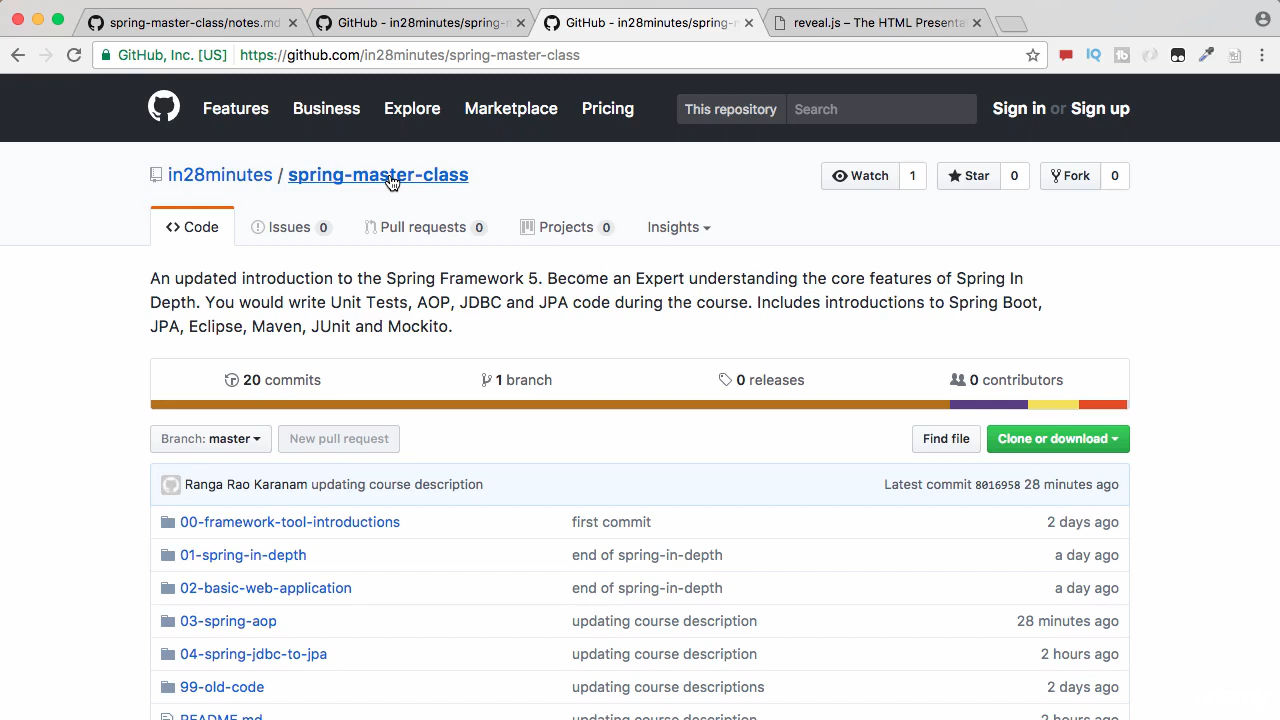 spring-master-class/notes.md
GitHub - in28minutes/spring-
GitHub - in28minutes/spring-
reveal.js – The HTML Presenta
GitHub, Inc. [US] https://github.com/in28minutes/spring-master-class
Features Business Explore Marketplace Pricing This repository Search Sign in or Sign up
in28minutes / spring-master-class Watch 1 Star 0 Fork 0
Code Issues 0 Pull requests 0 Projects 0 Insights
An updated introduction to the Spring Framework 5. Become an Expert understanding the core features of Spring In
Depth. You would write Unit Tests, AOP, JDBC and JPA code during the course. Includes introductions to Spring Boot,
JPA, Eclipse, Maven, JUnit and Mockito.
20 commits 1 branch 0 releases 0 contributors
Branch: master New pull request Find file Clone or download
Ranga Rao Karanam updating course description Latest commit 8016958 28 minutes ago
00-framework-tool-introductions first commit 2 days ago
01-spring-in-depth end of spring-in-depth a day ago
02-basic-web-application end of spring-in-depth a day ago
03-spring-aop updating course description 28 minutes ago
04-spring-jdbc-to-jpa updating course description 2 hours ago
99-old-code updating course descriptions 2 days ago
README.md updating course description 2 hours ago